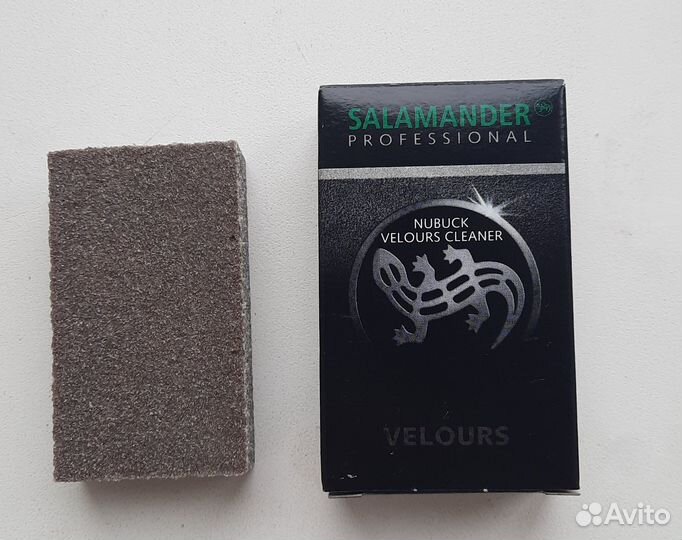 SALAMANDER
PROFESSIONAL
NUBUCK
VELOURS CLEANER
VELOURS
Avito